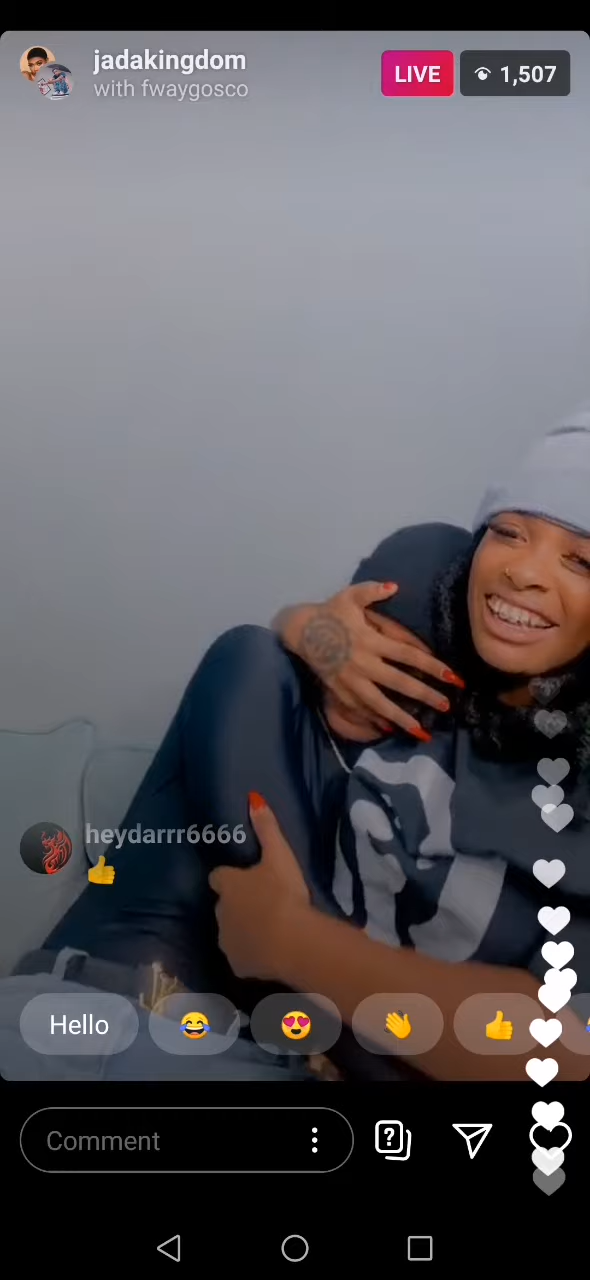 jadakingdom
with fwaygosco
LIVE
1,507
heydarrr6666
👍
Hello 😂 😍 👋 👍
Comment